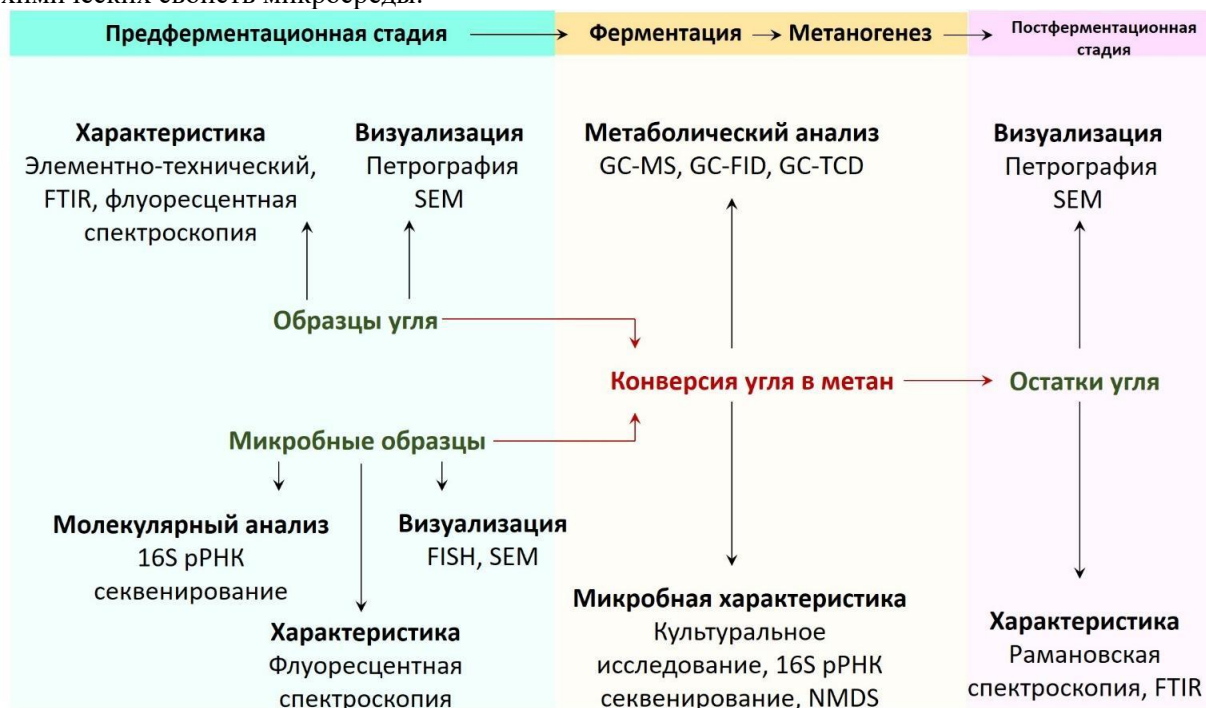 химических свойств микросреды.
Предферментационная стадия
Ферментация
Метаногенез
Постферментационная
стадия
Характеристика
Элементно-технический,
FTIR, флуоресцентная
спектроскопия
Визуализация
Петрография
SEM
Метаболический анализ
GC-MS, GC-FID, GC-TCD
Визуализация
Петрография
SEM
Образцы угля
Конверсия угля в метан
Остатки угля
Микробные образцы
Молекулярный анализ
16S рРНК
секвенирование
Визуализация
FISH, SEM
Характеристика
Флуоресцентная
спектроскопия
Микробная характеристика
Культуральное
исследование, 16S рРНК
секвенирование, NMDS
Характеристика
Рамановская
спектроскопия, FTIR